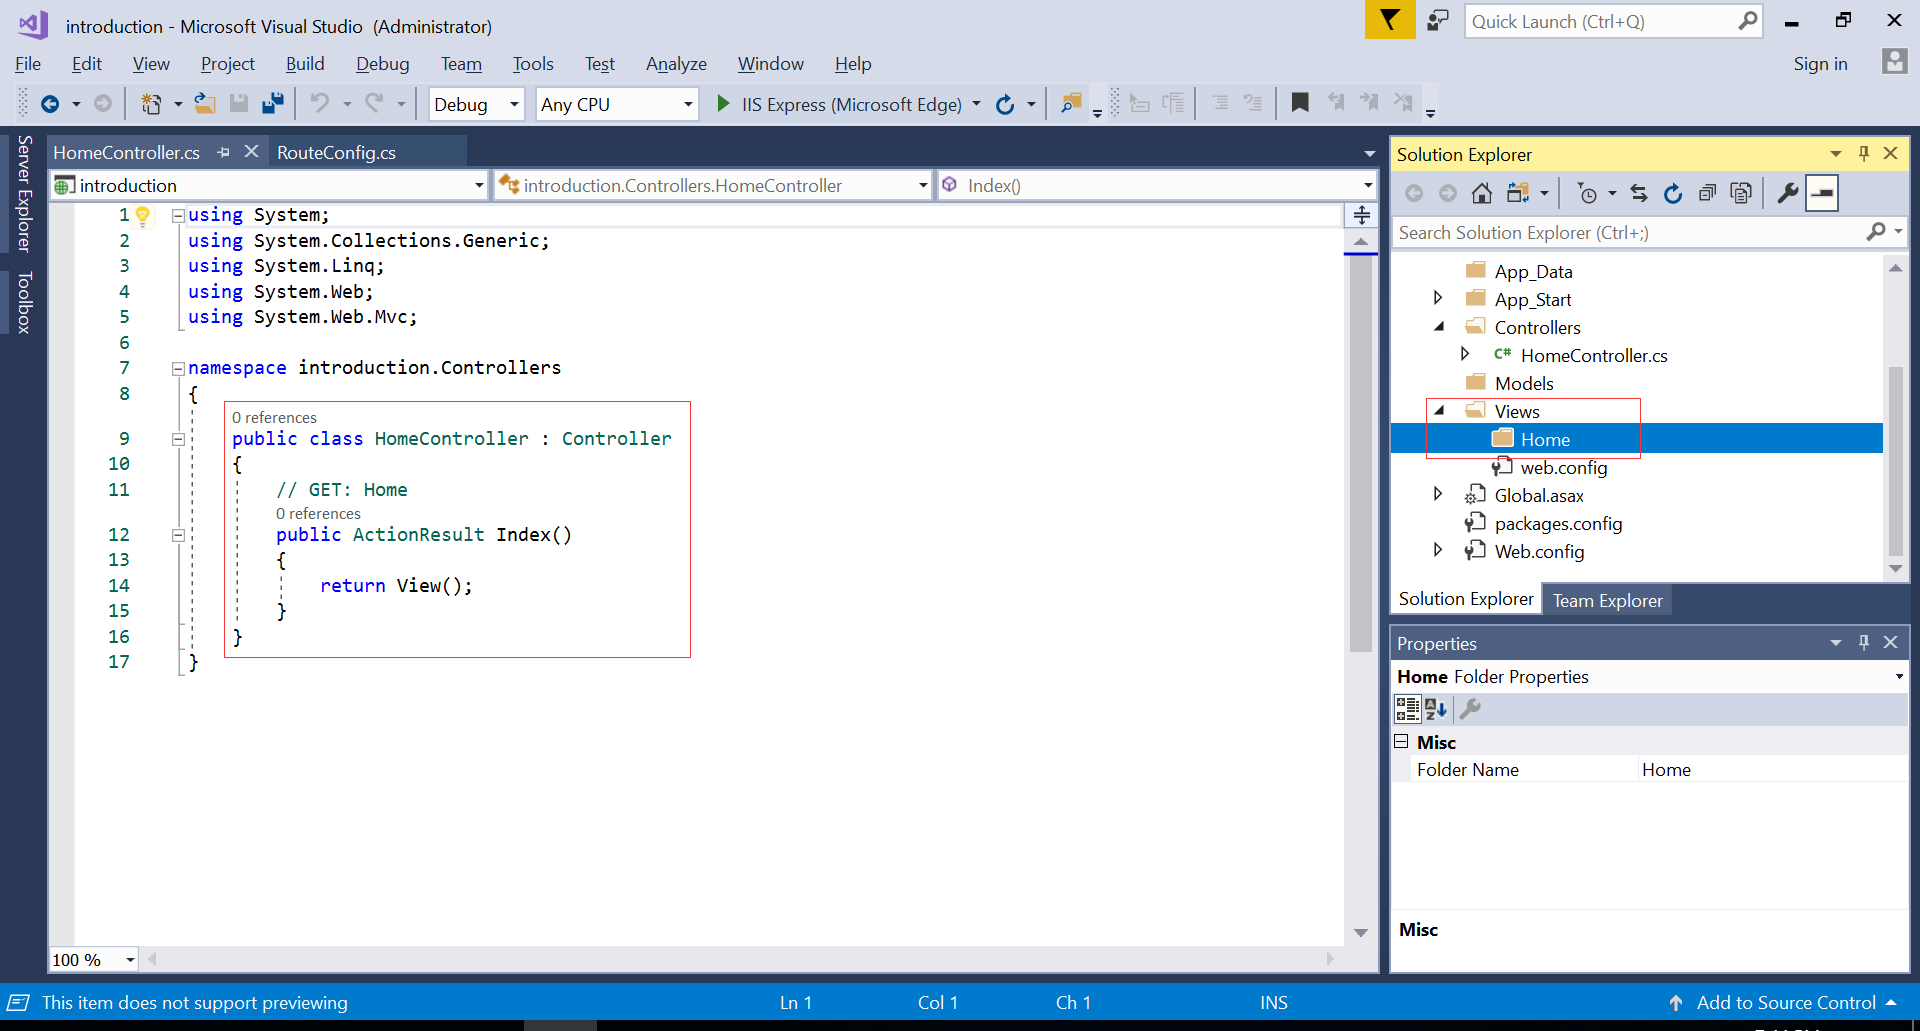 introduction - Microsoft Visual Studio (Administrator)
Quick Launch (Ctrl+Q)
File Edit View Project Build Debug Team Tools Test Analyze Window Help
Sign in
Debug
Any CPU
IIS Express (Microsoft Edge)
Server Explorer
Toolbox
HomeController.cs
RouteConfig.cs
introduction
introduction.Controllers.HomeController
Index()
1 using System;
2 using System.Collections.Generic;
3 using System.Linq;
4 using System.Web;
5 using System.Web.Mvc;
6
7 namespace introduction.Controllers
8 {
0 references
9 public class HomeController : Controller
10 {
11 // GET: Home
0 references
12 public ActionResult Index()
13 {
14 return View();
15 }
16 }
17 }
100 %
Solution Explorer
Search Solution Explorer (Ctrl+;)
App_Data
App_Start
Controllers
C# HomeController.cs
Models
Views
Home
web.config
Global.asax
packages.config
Web.config
Solution Explorer
Team Explorer
Properties
Home Folder Properties
Misc
Folder Name Home
Misc
This item does not support previewing
Ln 1
Col 1
Ch 1
INS
Add to Source Control